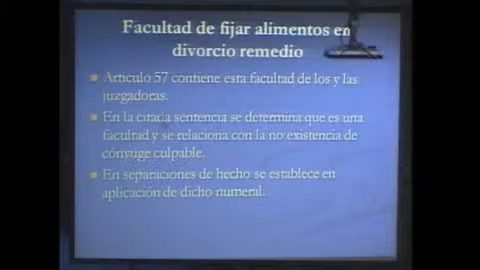 Facultad de fijar alimentos en
divorcio remedio
Articulo 57 contiene esta facultad de los y las
juzgadoras.
En la citada sentencia se determina que es una
facultad y se relaciona con la no existencia de
cónyuge culpable.
En separaciones de hecho se establece en
aplicación de dicho numeral.